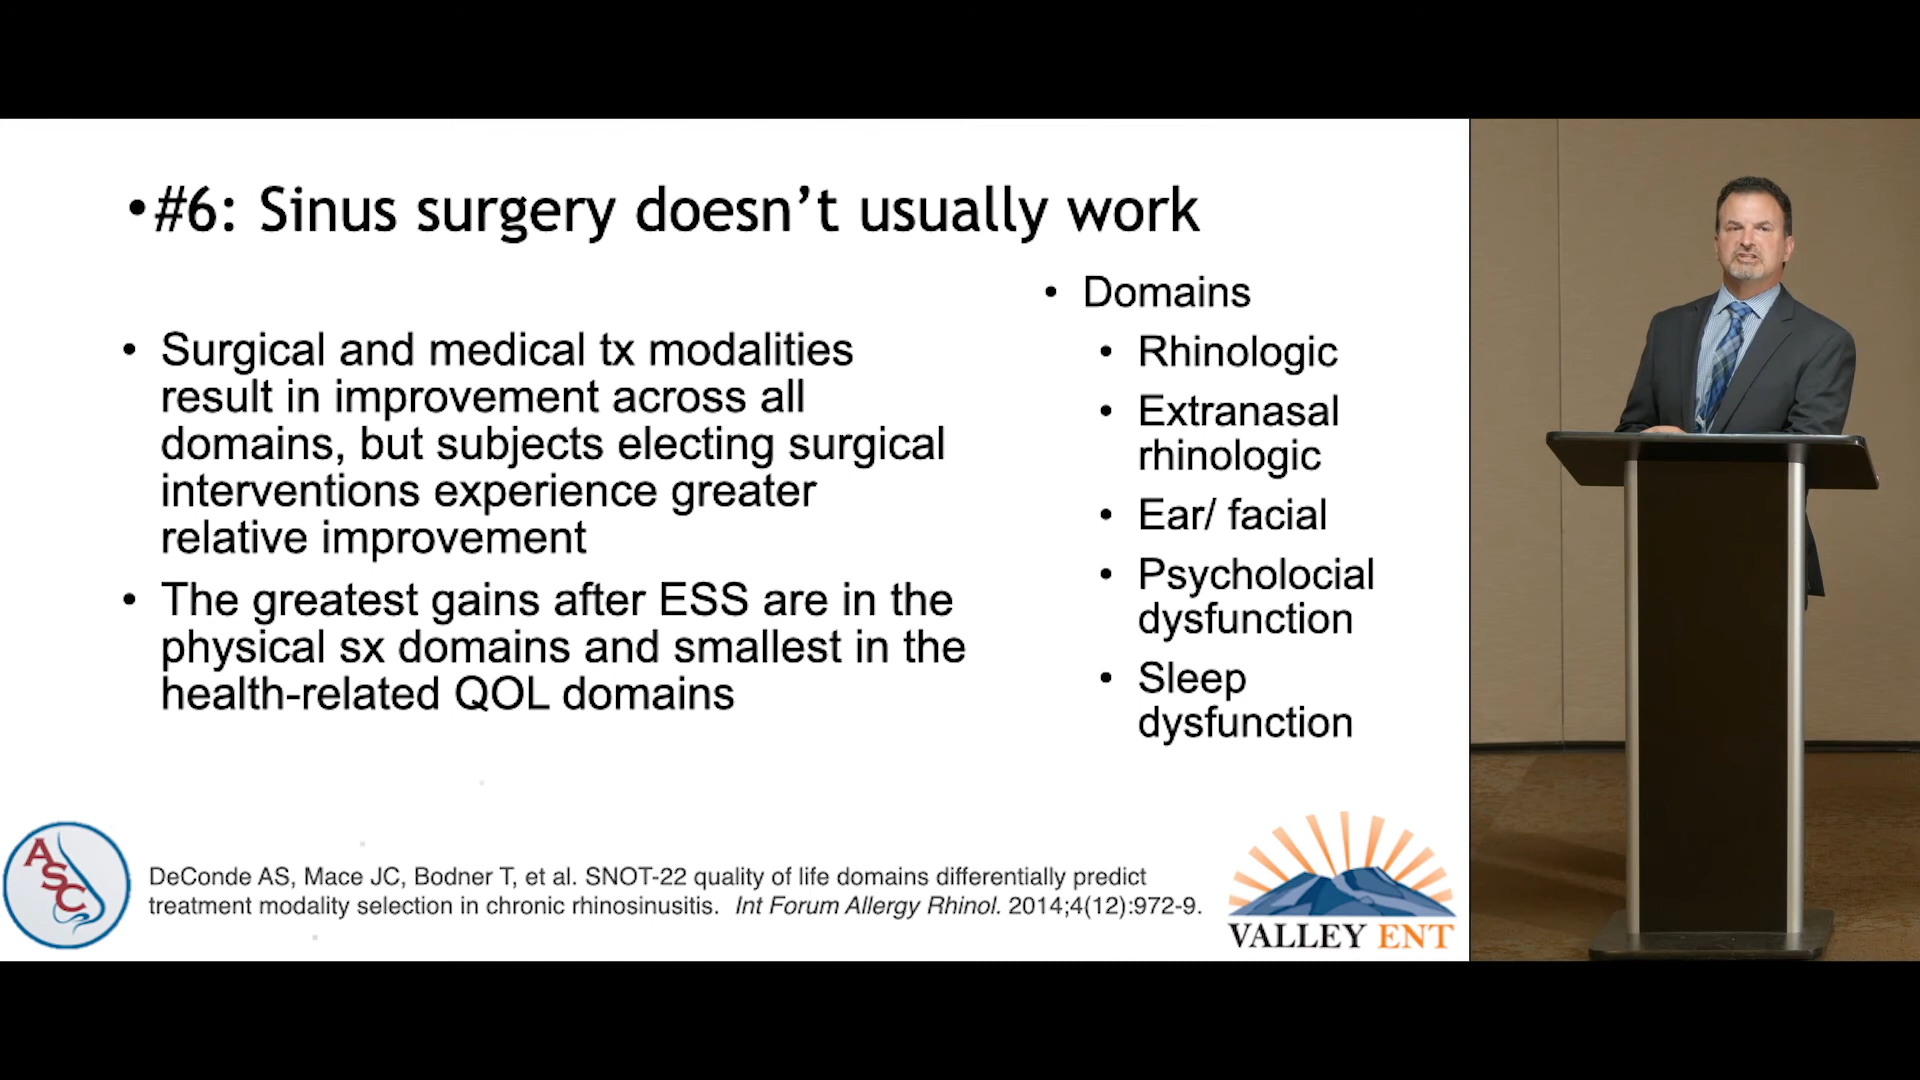 •#6: Sinus surgery doesn’t usually work
• Surgical and medical tx modalities
result in improvement across all
domains, but subjects electing surgical
interventions experience greater
relative improvement
• The greatest gains after ESS are in the
physical sx domains and smallest in the
health-related QOL domains
• Domains
• Rhinologic
• Extranasal
rhinologic
• Ear/ facial
• Psycholocial
dysfunction
• Sleep
dysfunction
ASC
DeConde AS, Mace JC, Bodner T, et al. SNOT-22 quality of life domains differentially predict
treatment modality selection in chronic rhinosinusitis. Int Forum Allergy Rhinol. 2014;4(12):972-9.
VALLEY ENT